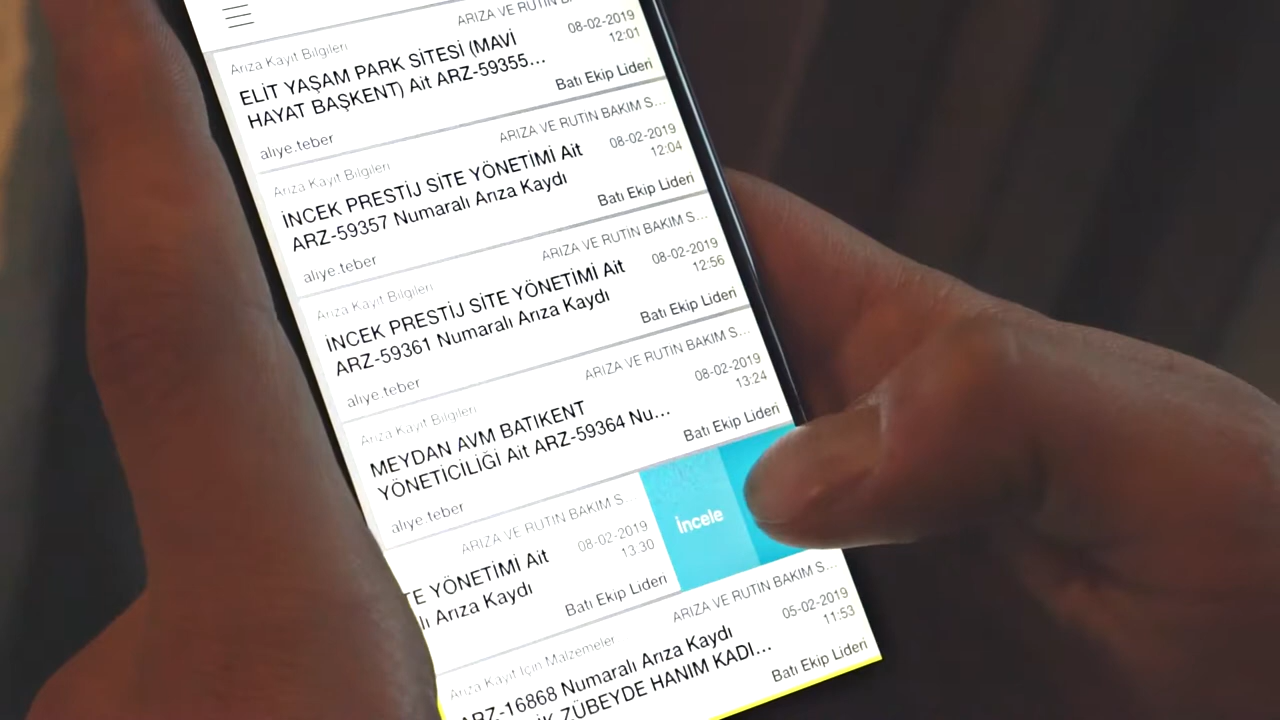 ARIZA VE RUTİN BAKIM S...
Arıza Kayıt Bilgileri
08-02-2019
ELİT YAŞAM PARK SİTESİ (MAVİ
12:01
HAYAT BAŞKENT) Ait ARZ-59355...
Batı Ekip Lideri
alıye.teber
ARIZA VE RUTİN BAKIM S...
Arıza Kayıt Bilgileri
08-02-2019
İNCEK PRESTİJ SİTE YÖNETİMİ Ait
12:04
ARZ-59357 Numaralı Arıza Kaydı
Batı Ekip Lideri
alıye.teber
ARIZA VE RUTİN BAKIM S...
Arıza Kayıt Bilgileri
08-02-2019
İNCEK PRESTİJ SİTE YÖNETİMİ Ait
12:56
ARZ-59361 Numaralı Arıza Kaydı
Batı Ekip Lideri
alıye.teber
ARIZA VE RUTİN BAKIM S...
Arıza Kayıt Bilgileri
08-02-2019
MEYDAN AVM BATIKENT
13:24
YÖNETİCİLİĞİ Ait ARZ-59364 Nu...
Batı Ekip Lideri
alıye.teber
ARIZA VE RUTİN BAKIM S...
08-02-2019
TE YÖNETİMİ Ait
13:30
lı Arıza Kaydı
Batı Ekip Lideri
İncele
ARIZA VE RUTİN BAKIM S...
Arıza Kayıt İçin Malzemeler
05-02-2019
ARZ-16868 Numaralı Arıza Kaydı
11:53
ZÜBEYDE HANIM KADI...
Batı Ekip Lideri